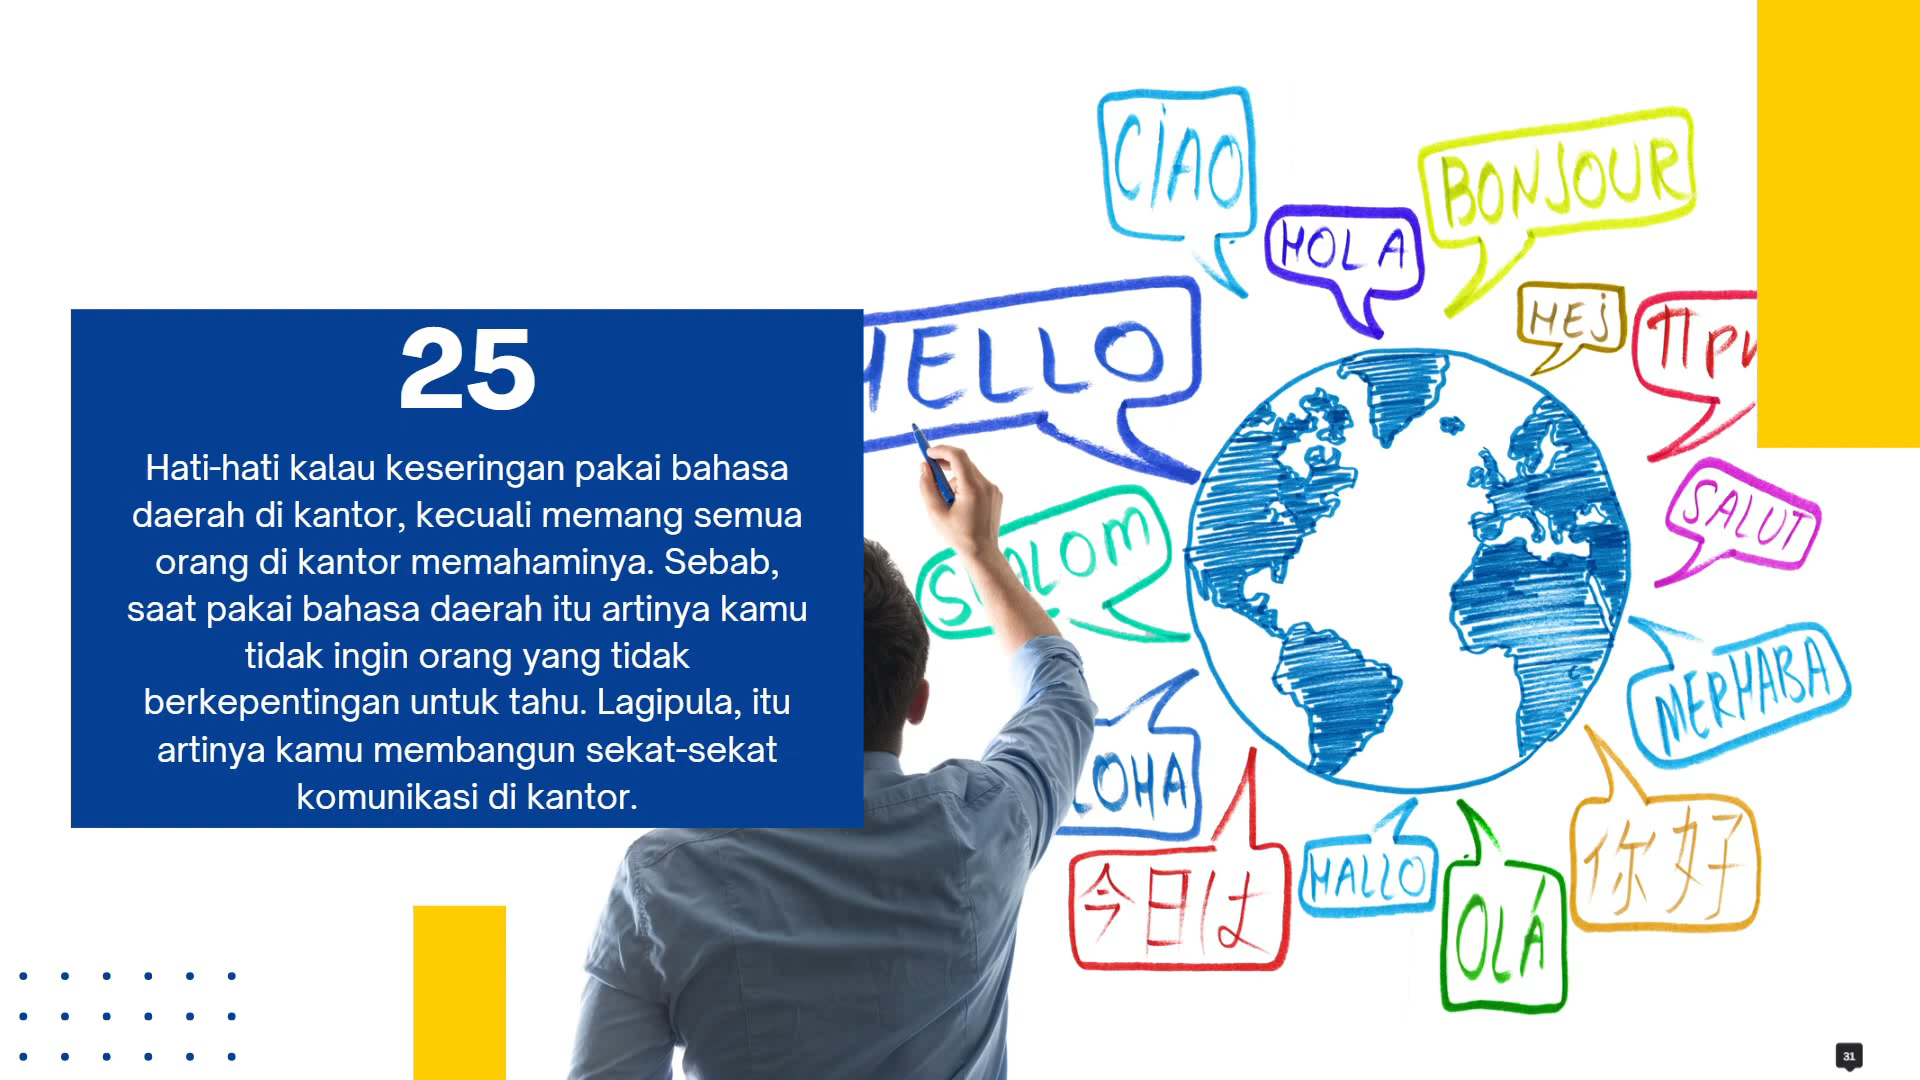 25
Hati-hati kalau keseringan pakai bahasa
daerah di kantor, kecuali memang semua
orang di kantor memahaminya. Sebab,
saat pakai bahasa daerah itu artinya kamu
tidak ingin orang yang tidak
berkepentingan untuk tahu. Lagipula, itu
artinya kamu membangun sekat-sekat
komunikasi di kantor.
CIAO
BONJOUR
HOLA
HEJ
HELLO
SALUT
MERHABA
今日は
HALLO
OLÁ
你好
31